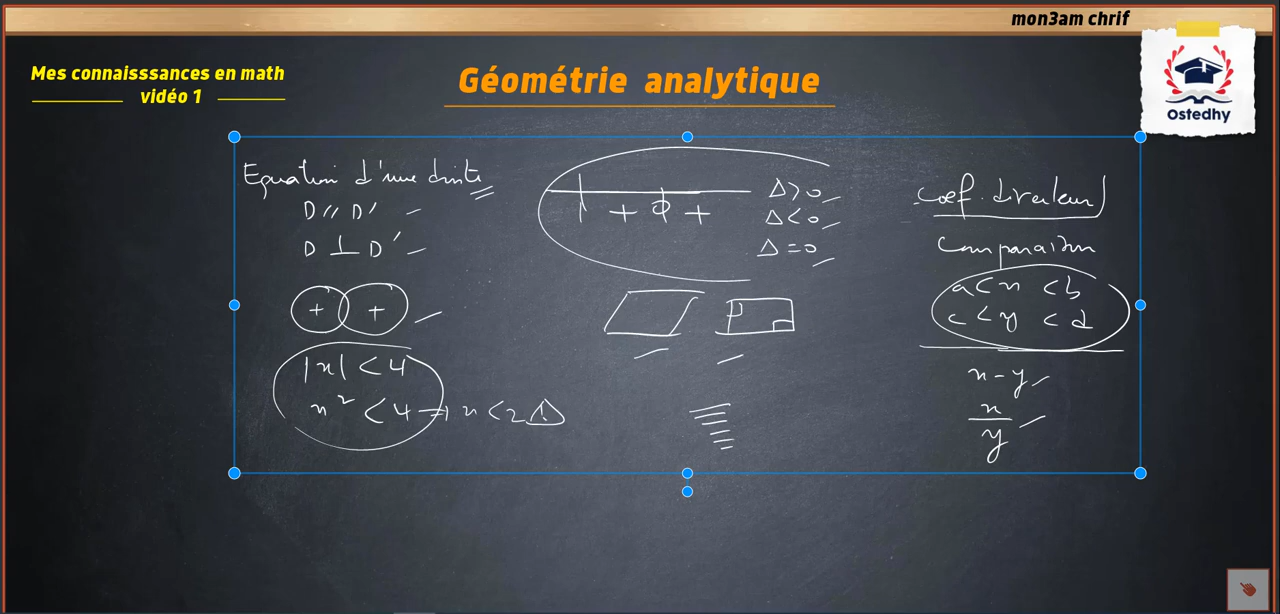 mon3am chrif
Mes connaisssances en math
vidéo 1
Géométrie analytique
Ostedhy
Equation d'une droite
D // D'
D ⊥ D'
+ +
|x| < 4
x² < 4 ⇒ x < 2 ⚠
+ 0 +
Δ > 0
Δ < 0
Δ = 0
coef. directeur
Comparaison
a < x < b
c < y < d
x - y
x
y